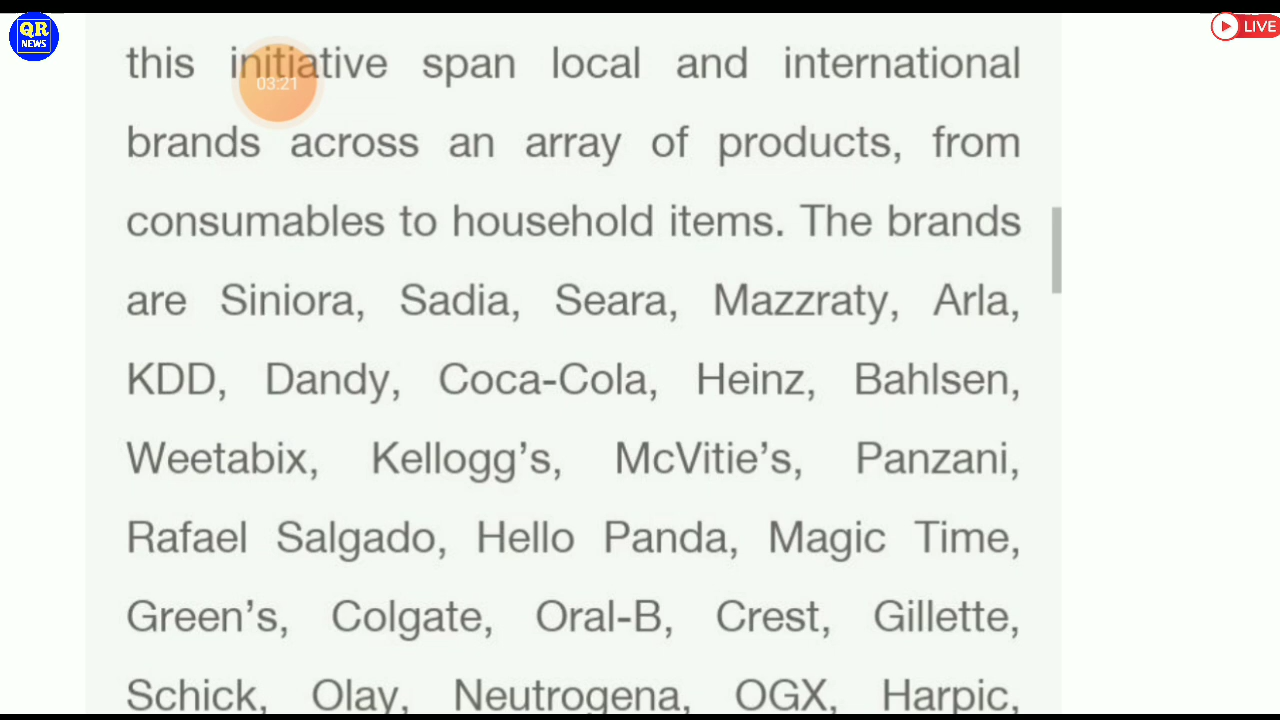 QR
NEWS
LIVE
this initiative span local and international
03:21
brands across an array of products, from
consumables to household items. The brands
are Siniora, Sadia, Seara, Mazzraty, Arla,
KDD, Dandy, Coca-Cola, Heinz, Bahlsen,
Weetabix, Kellogg’s, McVitie’s, Panzani,
Rafael Salgado, Hello Panda, Magic Time,
Green’s, Colgate, Oral-B, Crest, Gillette,
Schick, Olay, Neutrogena, OGX, Harpic,